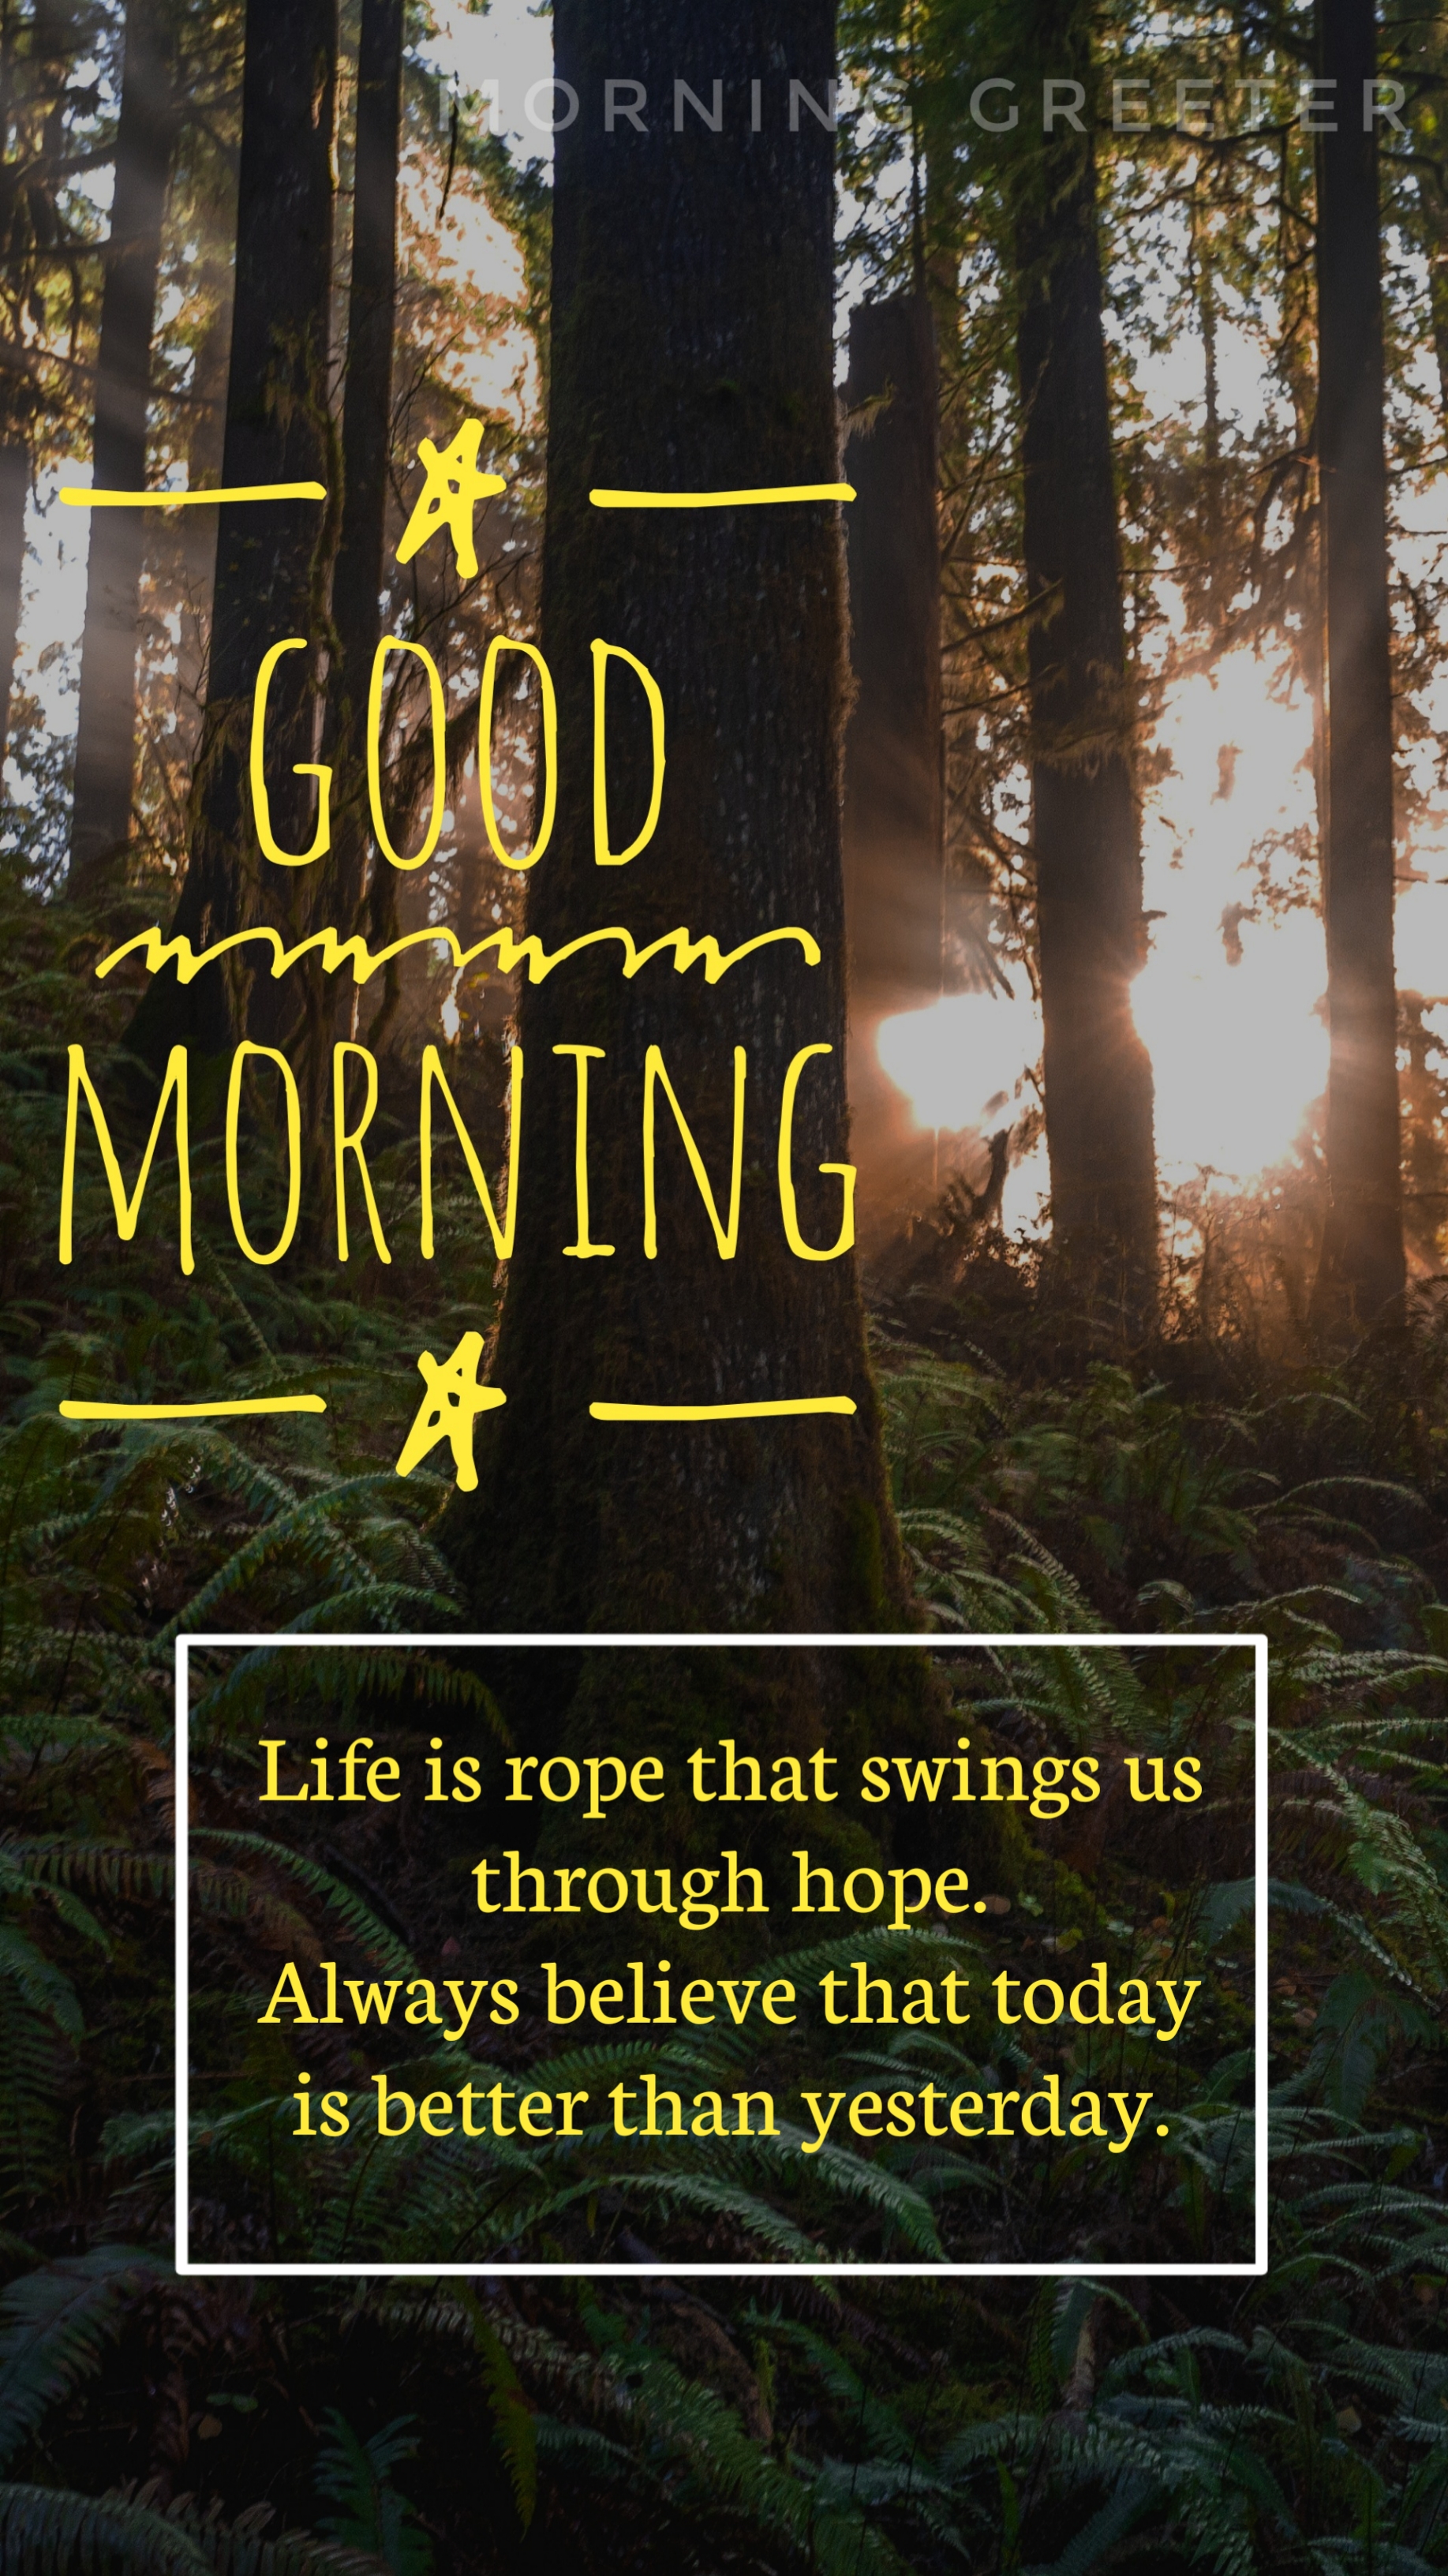 MORNING GREETER
GOOD
MORNING
Life is rope that swings us
through hope.
Always believe that today
is better than yesterday.